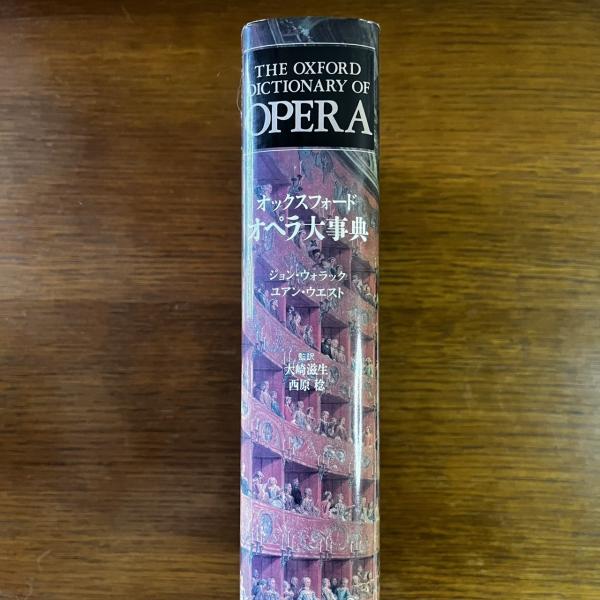 THE OXFORD
DICTIONARY OF
OPERA
オックスフォード
オペラ大事典
ジョン・ウォラック
ユアン・ウエスト
監訳
大崎滋生
西原 稔